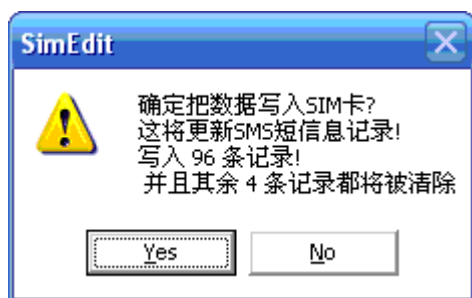 SimEdit
确定把数据写入SIM卡?
这将更新SMS短信息记录!
写入 96 条记录!
并且其余 4 条记录都将被清除
Yes
No